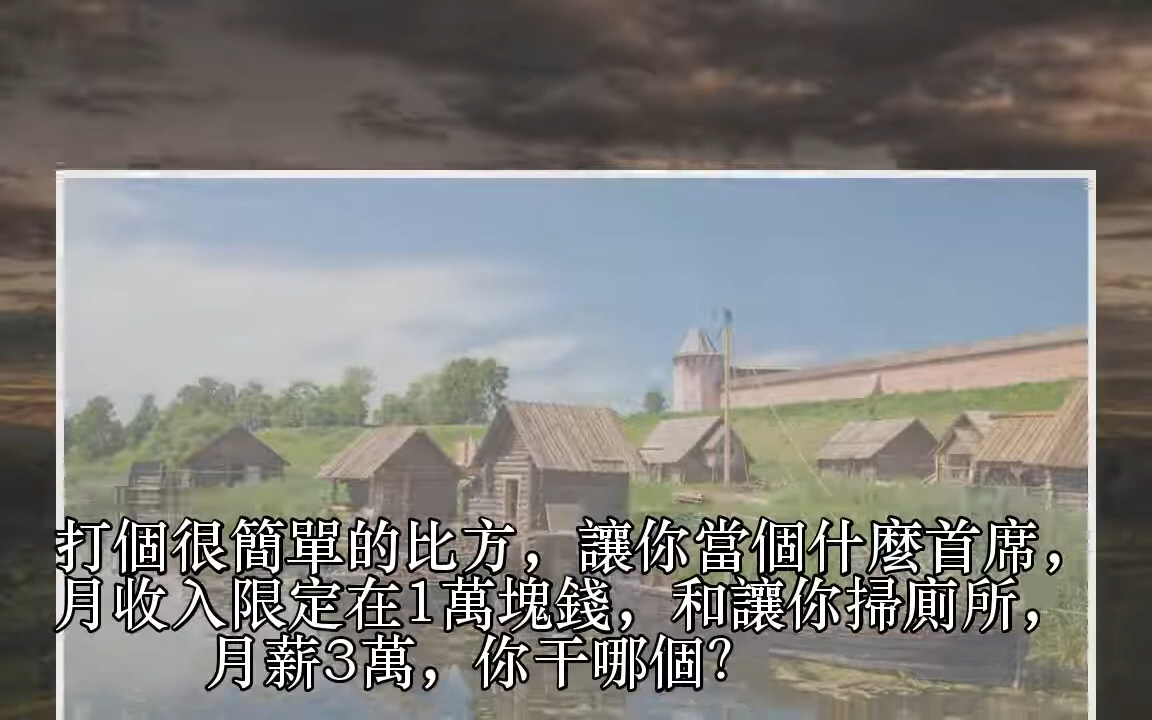 打個很簡單的比方，讓你當個什麼首席，
月收入限定在1萬塊錢，和讓你掃廁所，
月薪3萬，你干哪個?